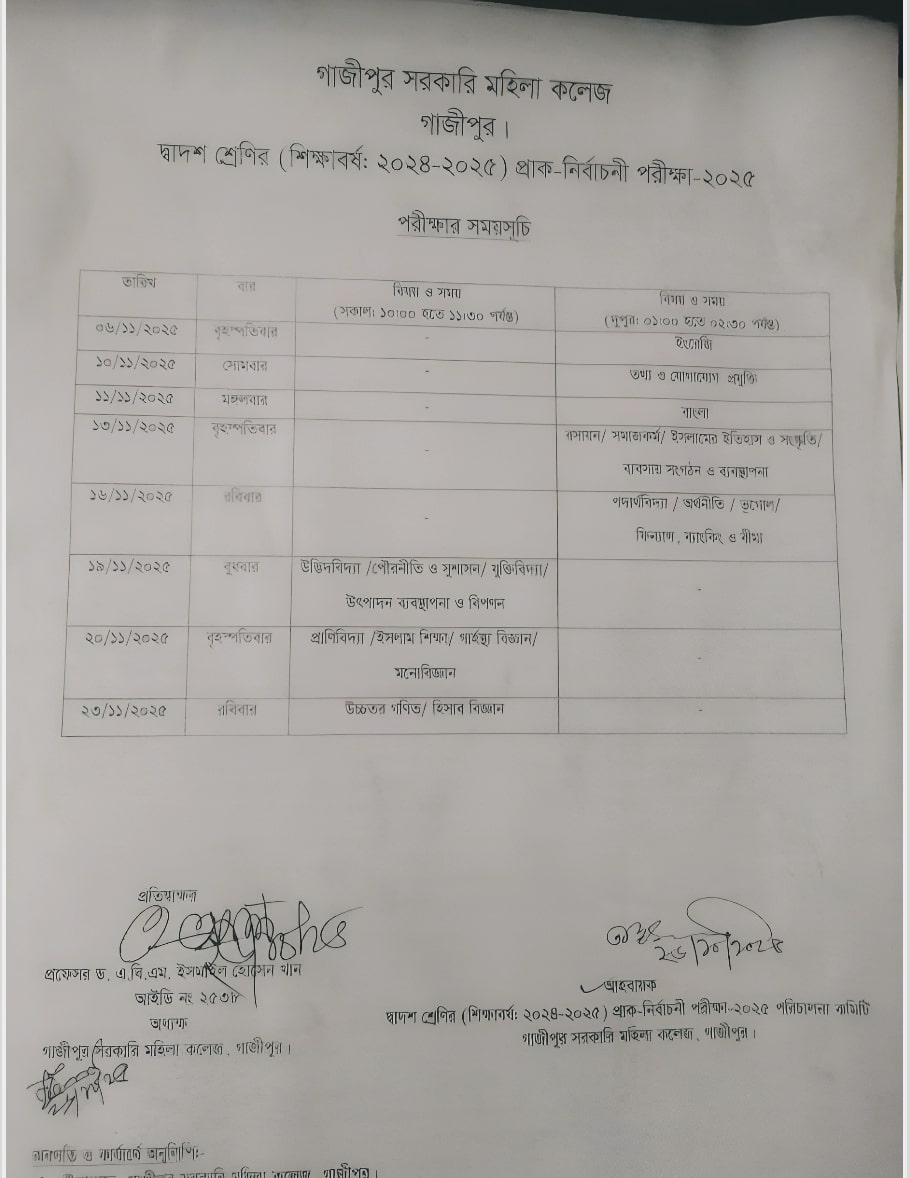 গাজীপুর সরকারি মহিলা কলেজ
গাজীপুর।
দ্বাদশ শ্রেণির (শিক্ষাবর্ষ: ২০২৪-২০২৫) প্রাক-নির্বাচনী পরীক্ষা-২০২৫
পরীক্ষার সময়সূচি
তারিখ বার বিষয় ও সময় বিষয় ও সময়
(সকাল: ১০:০০ হতে ১১:৩০ পর্যন্ত) (দুপুর: ০১:০০ হতে ০২:৩০ পর্যন্ত)
০৬/১১/২০২৫ বৃহস্পতিবার - ইংরেজি
১০/১১/২০২৫ সোমবার - তথ্য ও যোগাযোগ প্রযুক্তি
১১/১১/২০২৫ মঙ্গলবার - বাংলা
১৩/১১/২০২৫ বৃহস্পতিবার - রসায়ন/ সমাজকর্ম/ ইসলামের ইতিহাস ও সংস্কৃতি/
ব্যবসায় সংগঠন ও ব্যবস্থাপনা
১৬/১১/২০২৫ রবিবার - পদার্থবিদ্যা / অর্থনীতি / ভূগোল/
ফিন্যান্স, ব্যাংকিং ও বীমা
১৯/১১/২০২৫ বুধবার উদ্ভিদবিদ্যা /পৌরনীতি ও সুশাসন/ যুক্তিবিদ্যা/ -
উৎপাদন ব্যবস্থাপনা ও বিপণন
২০/১১/২০২৫ বৃহস্পতিবার প্রাণিবিদ্যা /ইসলাম শিক্ষা/ গার্হস্থ্য বিজ্ঞান/ -
মনোবিজ্ঞান
২৩/১১/২০২৫ রবিবার উচ্চতর গণিত/ হিসাব বিজ্ঞান -
প্রফেসর ড. এ.বি.এম. ইসমাইল হোসেন খান
আইডি নং ২৫৩৮
অধ্যক্ষ
গাজীপুর সরকারি মহিলা কলেজ, গাজীপুর।
২৬/১০/২০২৫
আহবায়ক
দ্বাদশ শ্রেণির (শিক্ষাবর্ষ: ২০২৪-২০২৫) প্রাক-নির্বাচনী পরীক্ষা-২০২৫ পরিচালনা কমিটি
গাজীপুর সরকারি মহিলা কলেজ, গাজীপুর।
অবগতি ও কার্যার্থে অনুলিপি:-
গাজীপুর সরকারি মহিলা কলেজ, গাজীপুর।